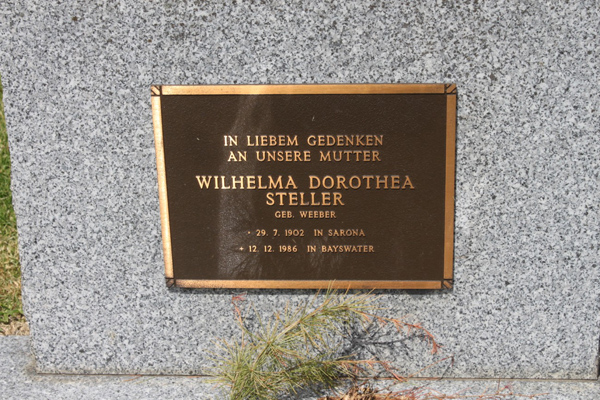 IN LIEBEM GEDENKEN
AN UNSERE MUTTER
WILHELMA DOROTHEA
STELLER
GEB. WEEBER
* 29. 7. 1902 IN SARONA
+ 12. 12. 1986 IN BAYSWATER